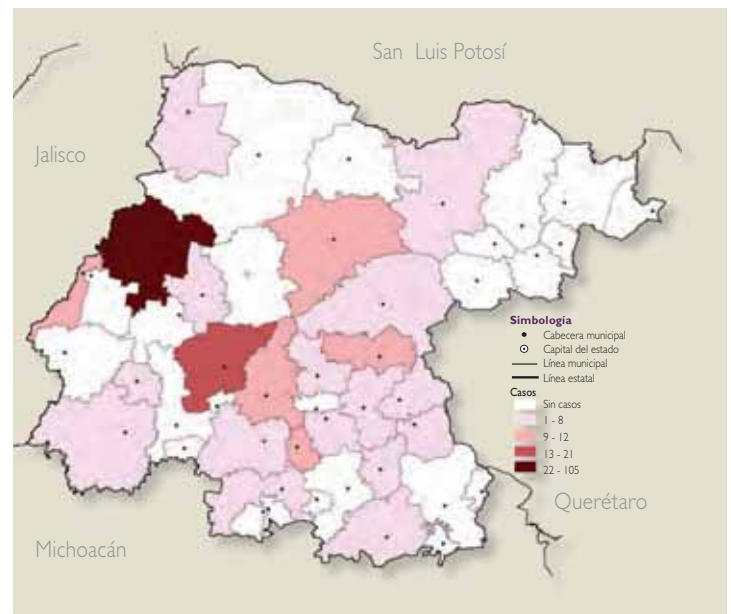 San Luis Potosí
Jalisco
Simbología
Cabecera municipal
Capital del estado
Línea municipal
Línea estatal
Casos
Sin casos
1 - 8
9 - 12
13 - 21
22 - 105
Querétaro
Michoacán